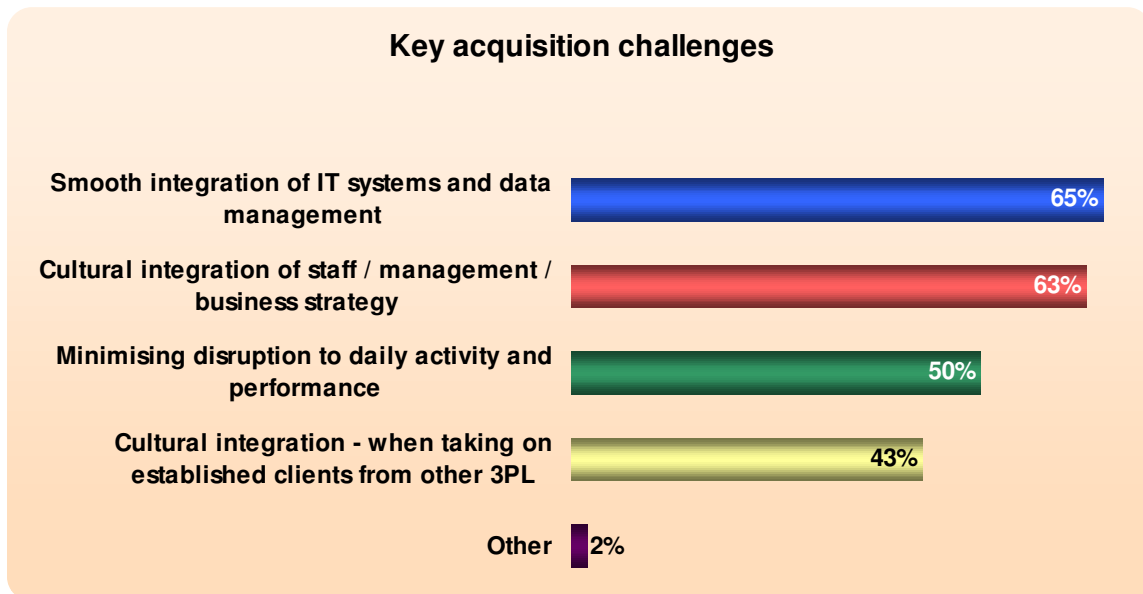 Key acquisition challenges
Smooth integration of IT systems and data
management
65%
Cultural integration of staff / management /
business strategy
63%
Minimising disruption to daily activity and
performance
50%
Cultural integration - when taking on
established clients from other 3PL
43%
Other
2%